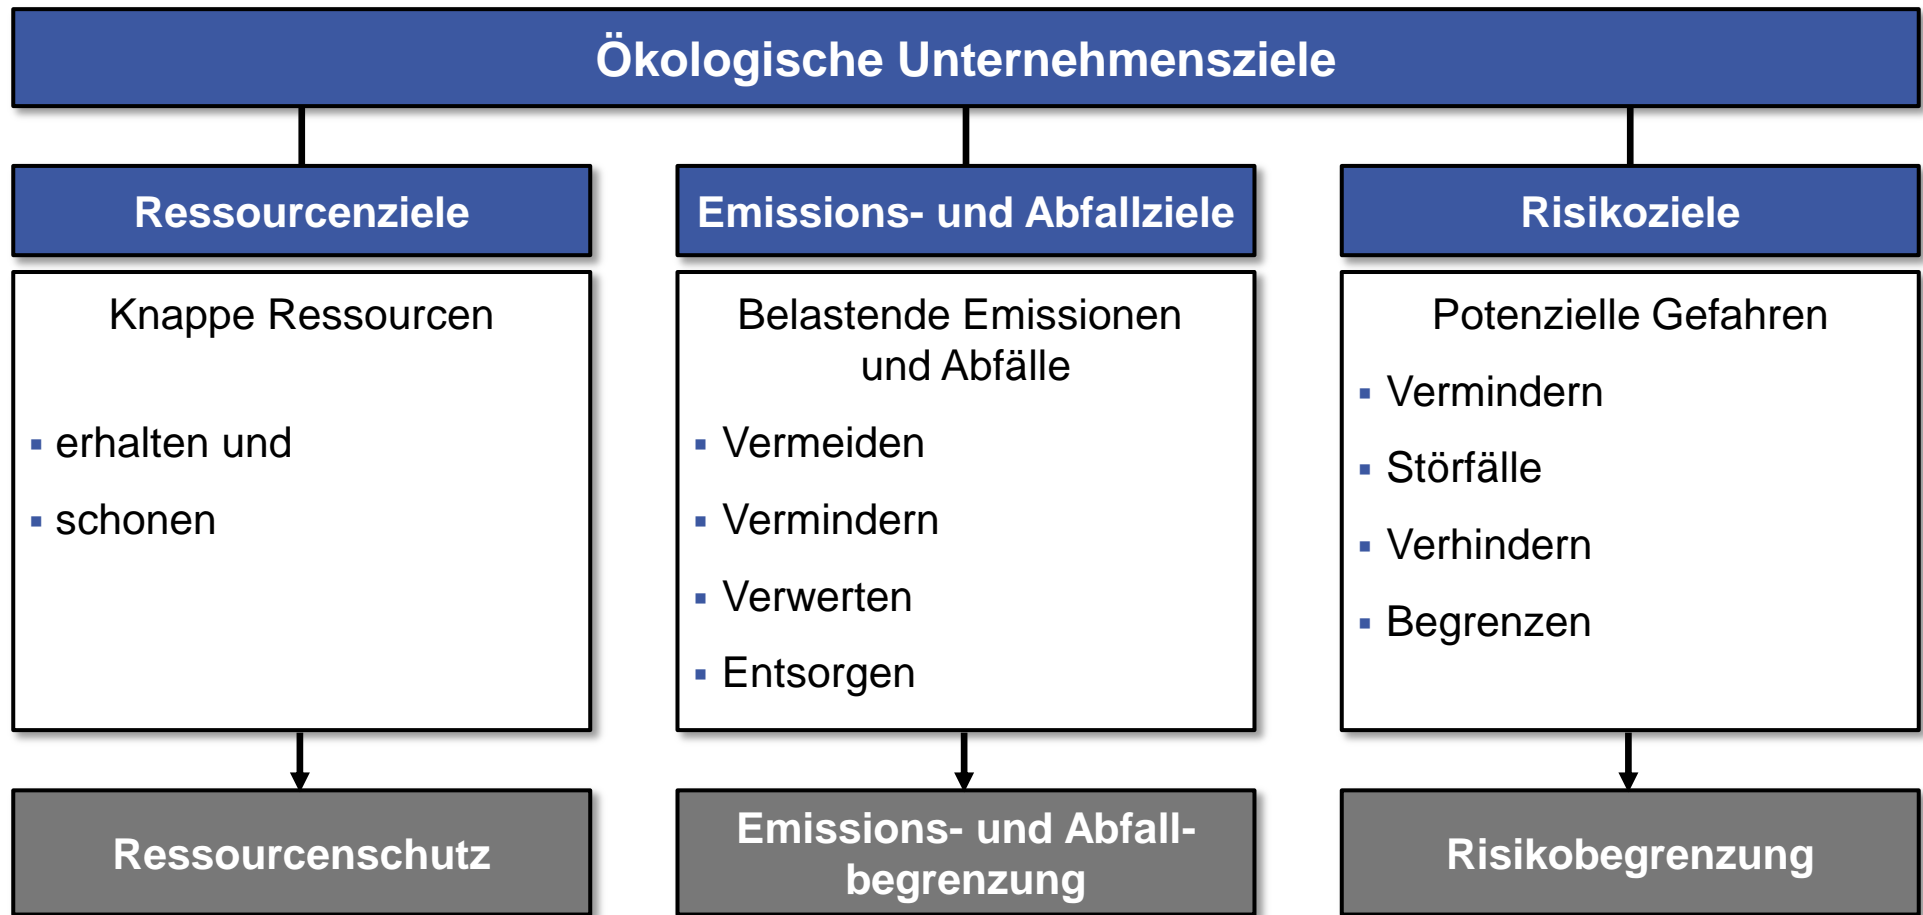 Ökologische Unternehmensziele
Ressourcenziele
Knappe Ressourcen
▪ erhalten und
▪ schonen
Ressourcenschutz
Emissions- und Abfallziele
Belastende Emissionen
und Abfälle
▪ Vermeiden
▪ Vermindern
▪ Verwerten
▪ Entsorgen
Emissions- und Abfall-
begrenzung
Risikoziele
Potenzielle Gefahren
▪ Vermindern
▪ Störfälle
▪ Verhindern
▪ Begrenzen
Risikobegrenzung